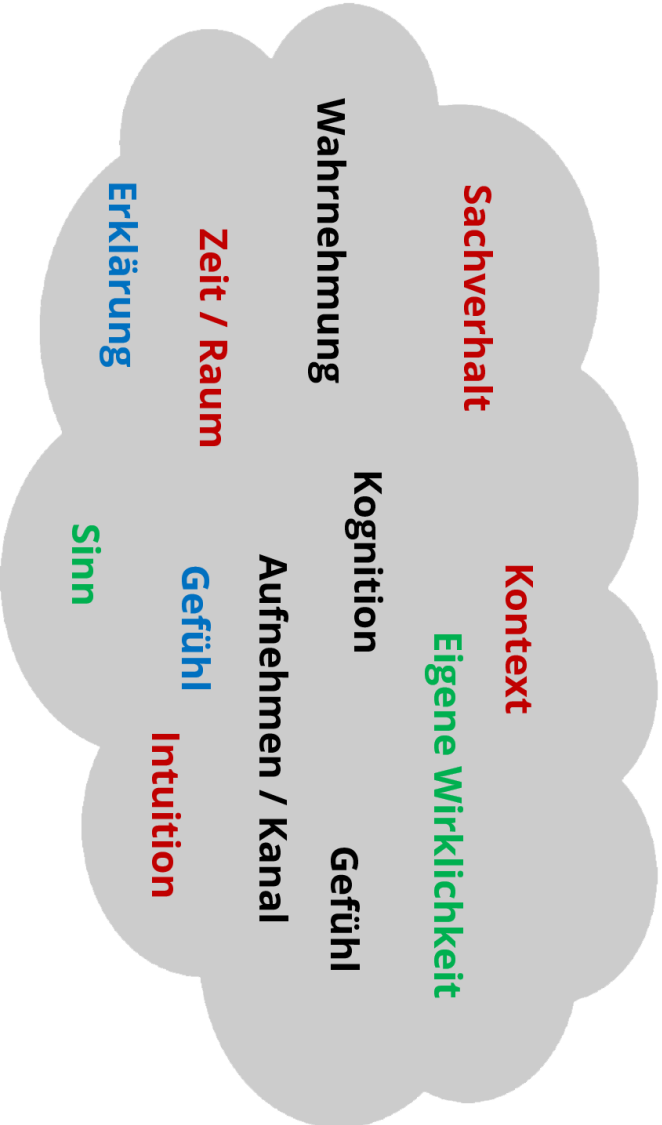 Kontext
Sachverhalt
Eigene Wirklichkeit
Kognition
Gefühl
Wahrnehmung
Aufnehmen / Kanal
Zeit / Raum
Gefühl
Intuition
Erklärung
Sinn